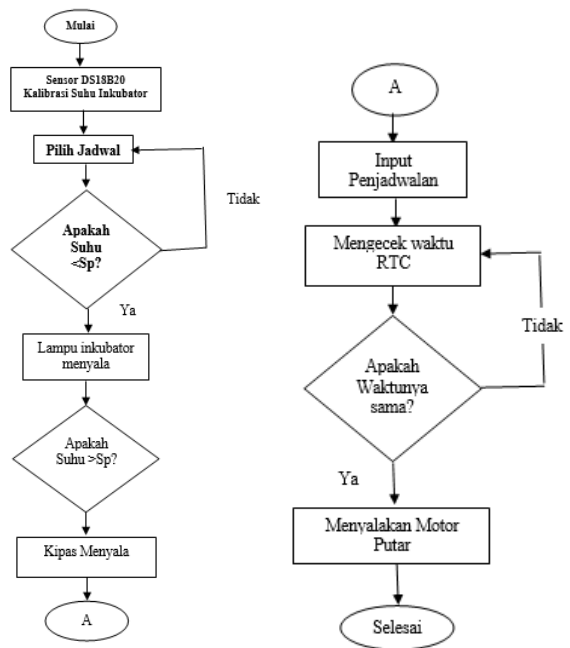 Mulai
Sensor DS18B20
Kalibrasi Suhu Inkubator
Pilih Jadwal
Tidak
Apakah
Suhu
<Sp?
Ya
Lampu inkubator
menyala
Apakah
Suhu >Sp?
Kipas Menyala
A
A
Input
Penjadwalan
Mengecek waktu
RTC
Tidak
Apakah
Waktunya
sama?
Ya
Menyalakan Motor
Putar
Selesai